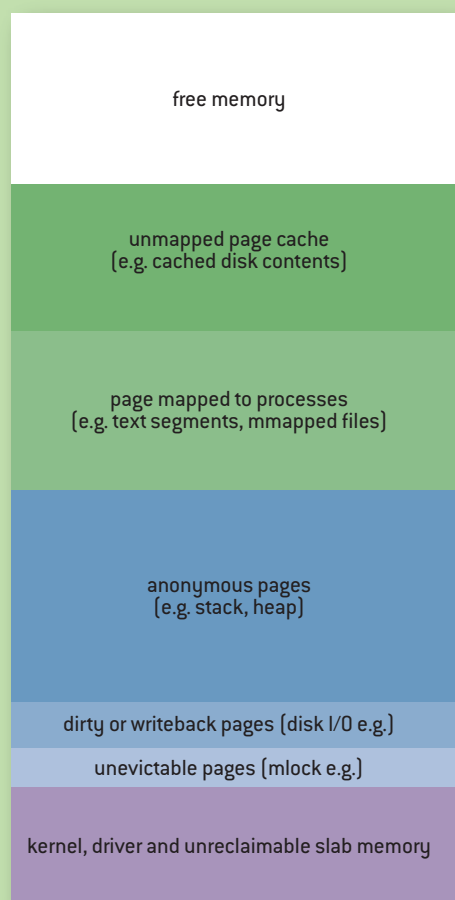 free memory
unmapped page cache
(e.g. cached disk contents)
page mapped to processes
(e.g. text segments, mmapped files)
anonymous pages
(e.g. stack, heap)
dirty or writeback pages (disk I/O e.g.)
unevictable pages (mlock e.g.)
kernel, driver and unreclaimable slab memory